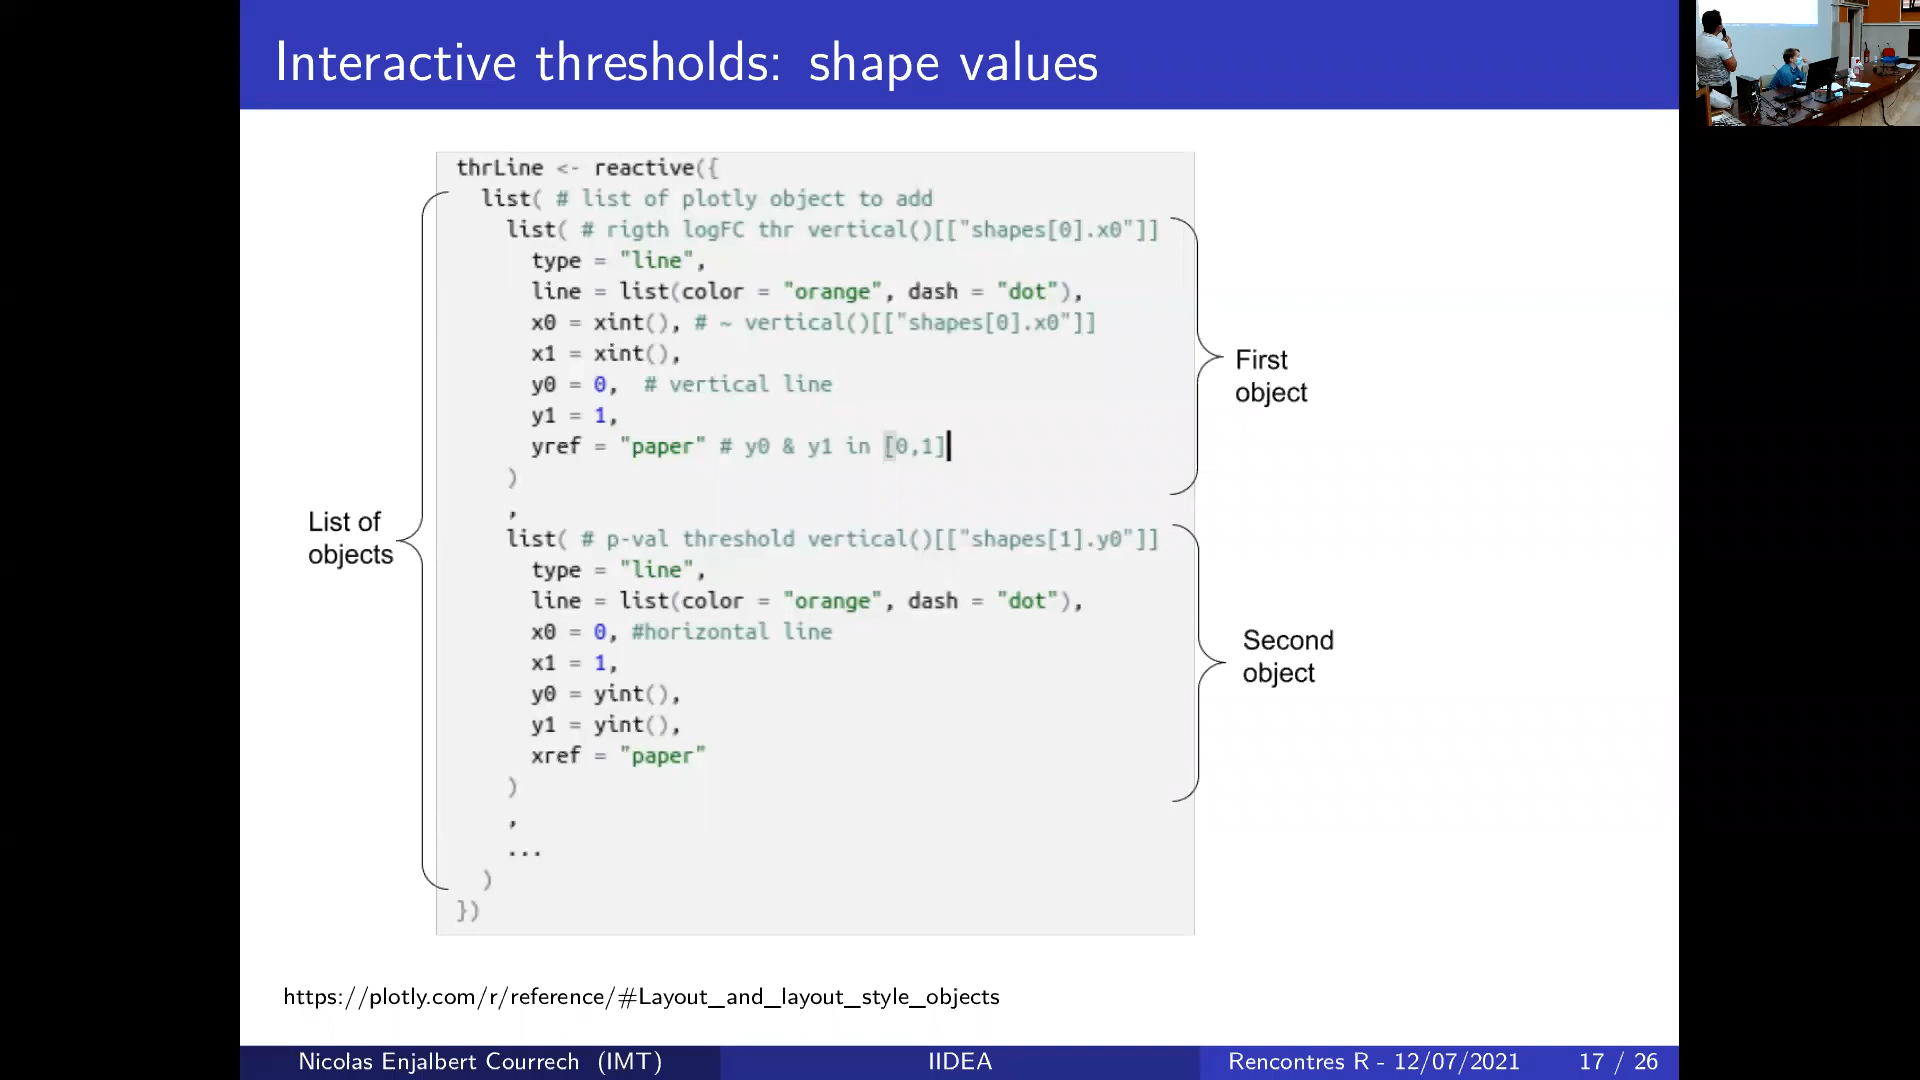 Interactive thresholds: shape values
thrLine <- reactive({
list( # list of plotly object to add
list( # rigth logFC thr vertical()[["shapes[0].x0"]]
type = "line",
line = list(color = "orange", dash = "dot"),
x0 = xint(), # ~ vertical()[["shapes[0].x0"]]
x1 = xint(),
y0 = 0,  # vertical line
y1 = 1,
yref = "paper" # y0 & y1 in [0,1]
)
,
list( # p-val threshold vertical()[["shapes[1].y0"]]
type = "line",
line = list(color = "orange", dash = "dot"),
x0 = 0, #horizontal line
x1 = 1,
y0 = yint(),
y1 = yint(),
xref = "paper"
)
,
...
)
})
List of
objects
First
object
Second
object
https://plotly.com/r/reference/#Layout_and_layout_style_objects
Nicolas Enjalbert Courrech (IMT)
IIDEA
Rencontres R - 12/07/2021
17 / 26